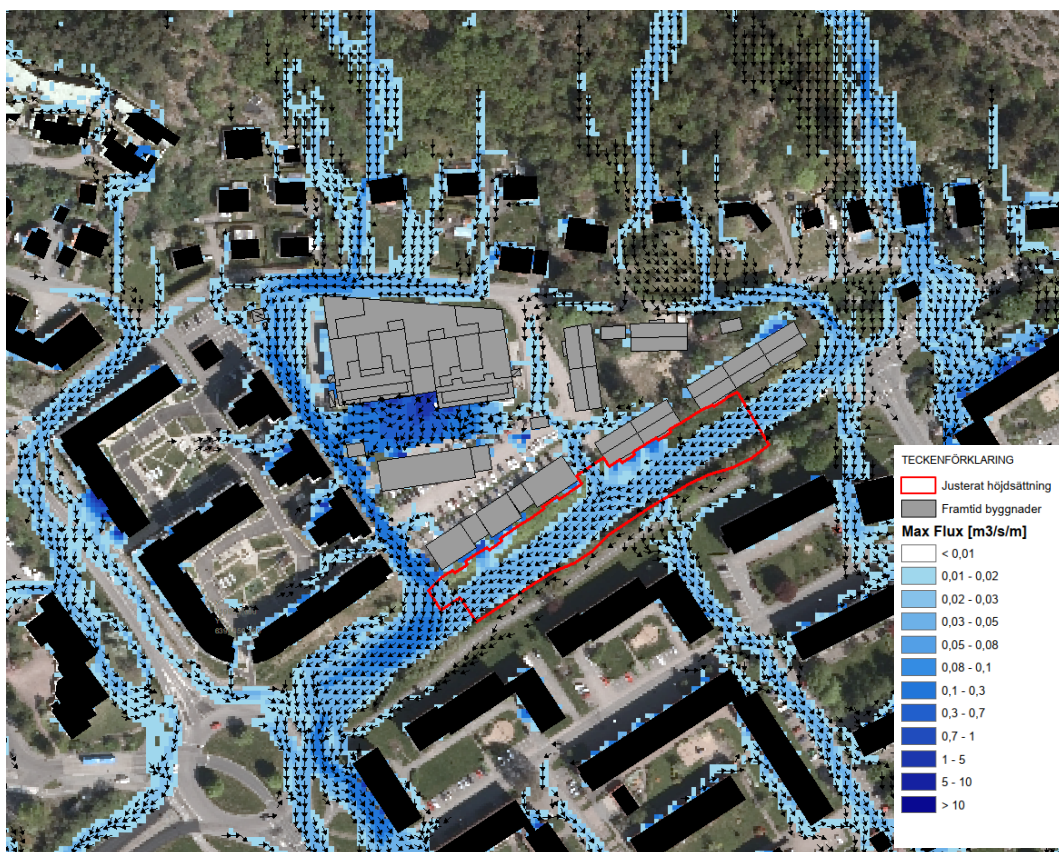 TECKENFÖRKLARING
Justerat höjdsättning
Framtid byggnader
Max Flux [m3/s/m]
< 0,01
0,01 - 0,02
0,02 - 0,03
0,03 - 0,05
0,05 - 0,08
0,08 - 0,1
0,1 - 0,3
0,3 - 0,7
0,7 - 1
1 - 5
5 - 10
> 10